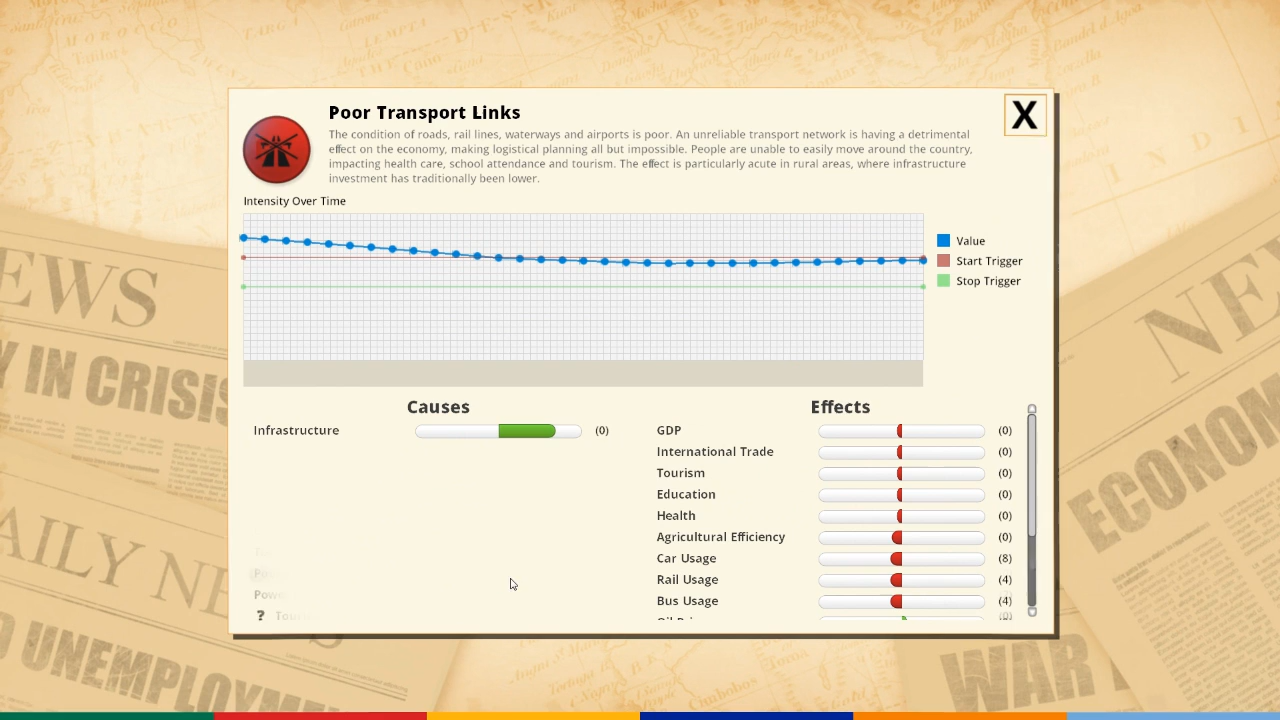 Poor Transport Links
X
The condition of roads, rail lines, waterways and airports is poor. An unreliable transport network is having a detrimental
effect on the economy, making logistical planning all but impossible. People are unable to easily move around the country,
impacting health care, school attendance and tourism. The effect is particularly acute in rural areas, where infrastructure
investment has traditionally been lower.
Intensity Over Time
Value
Start Trigger
Stop Trigger
Causes
Infrastructure (0)
?
Effects
GDP (0)
International Trade (0)
Tourism (0)
Education (0)
Health (0)
Agricultural Efficiency (0)
Car Usage (8)
Rail Usage (4)
Bus Usage (4)
EWS
Y IN CRISIS
AILY NE
O UNEMPLOYM
NE
ECONOM
WAR